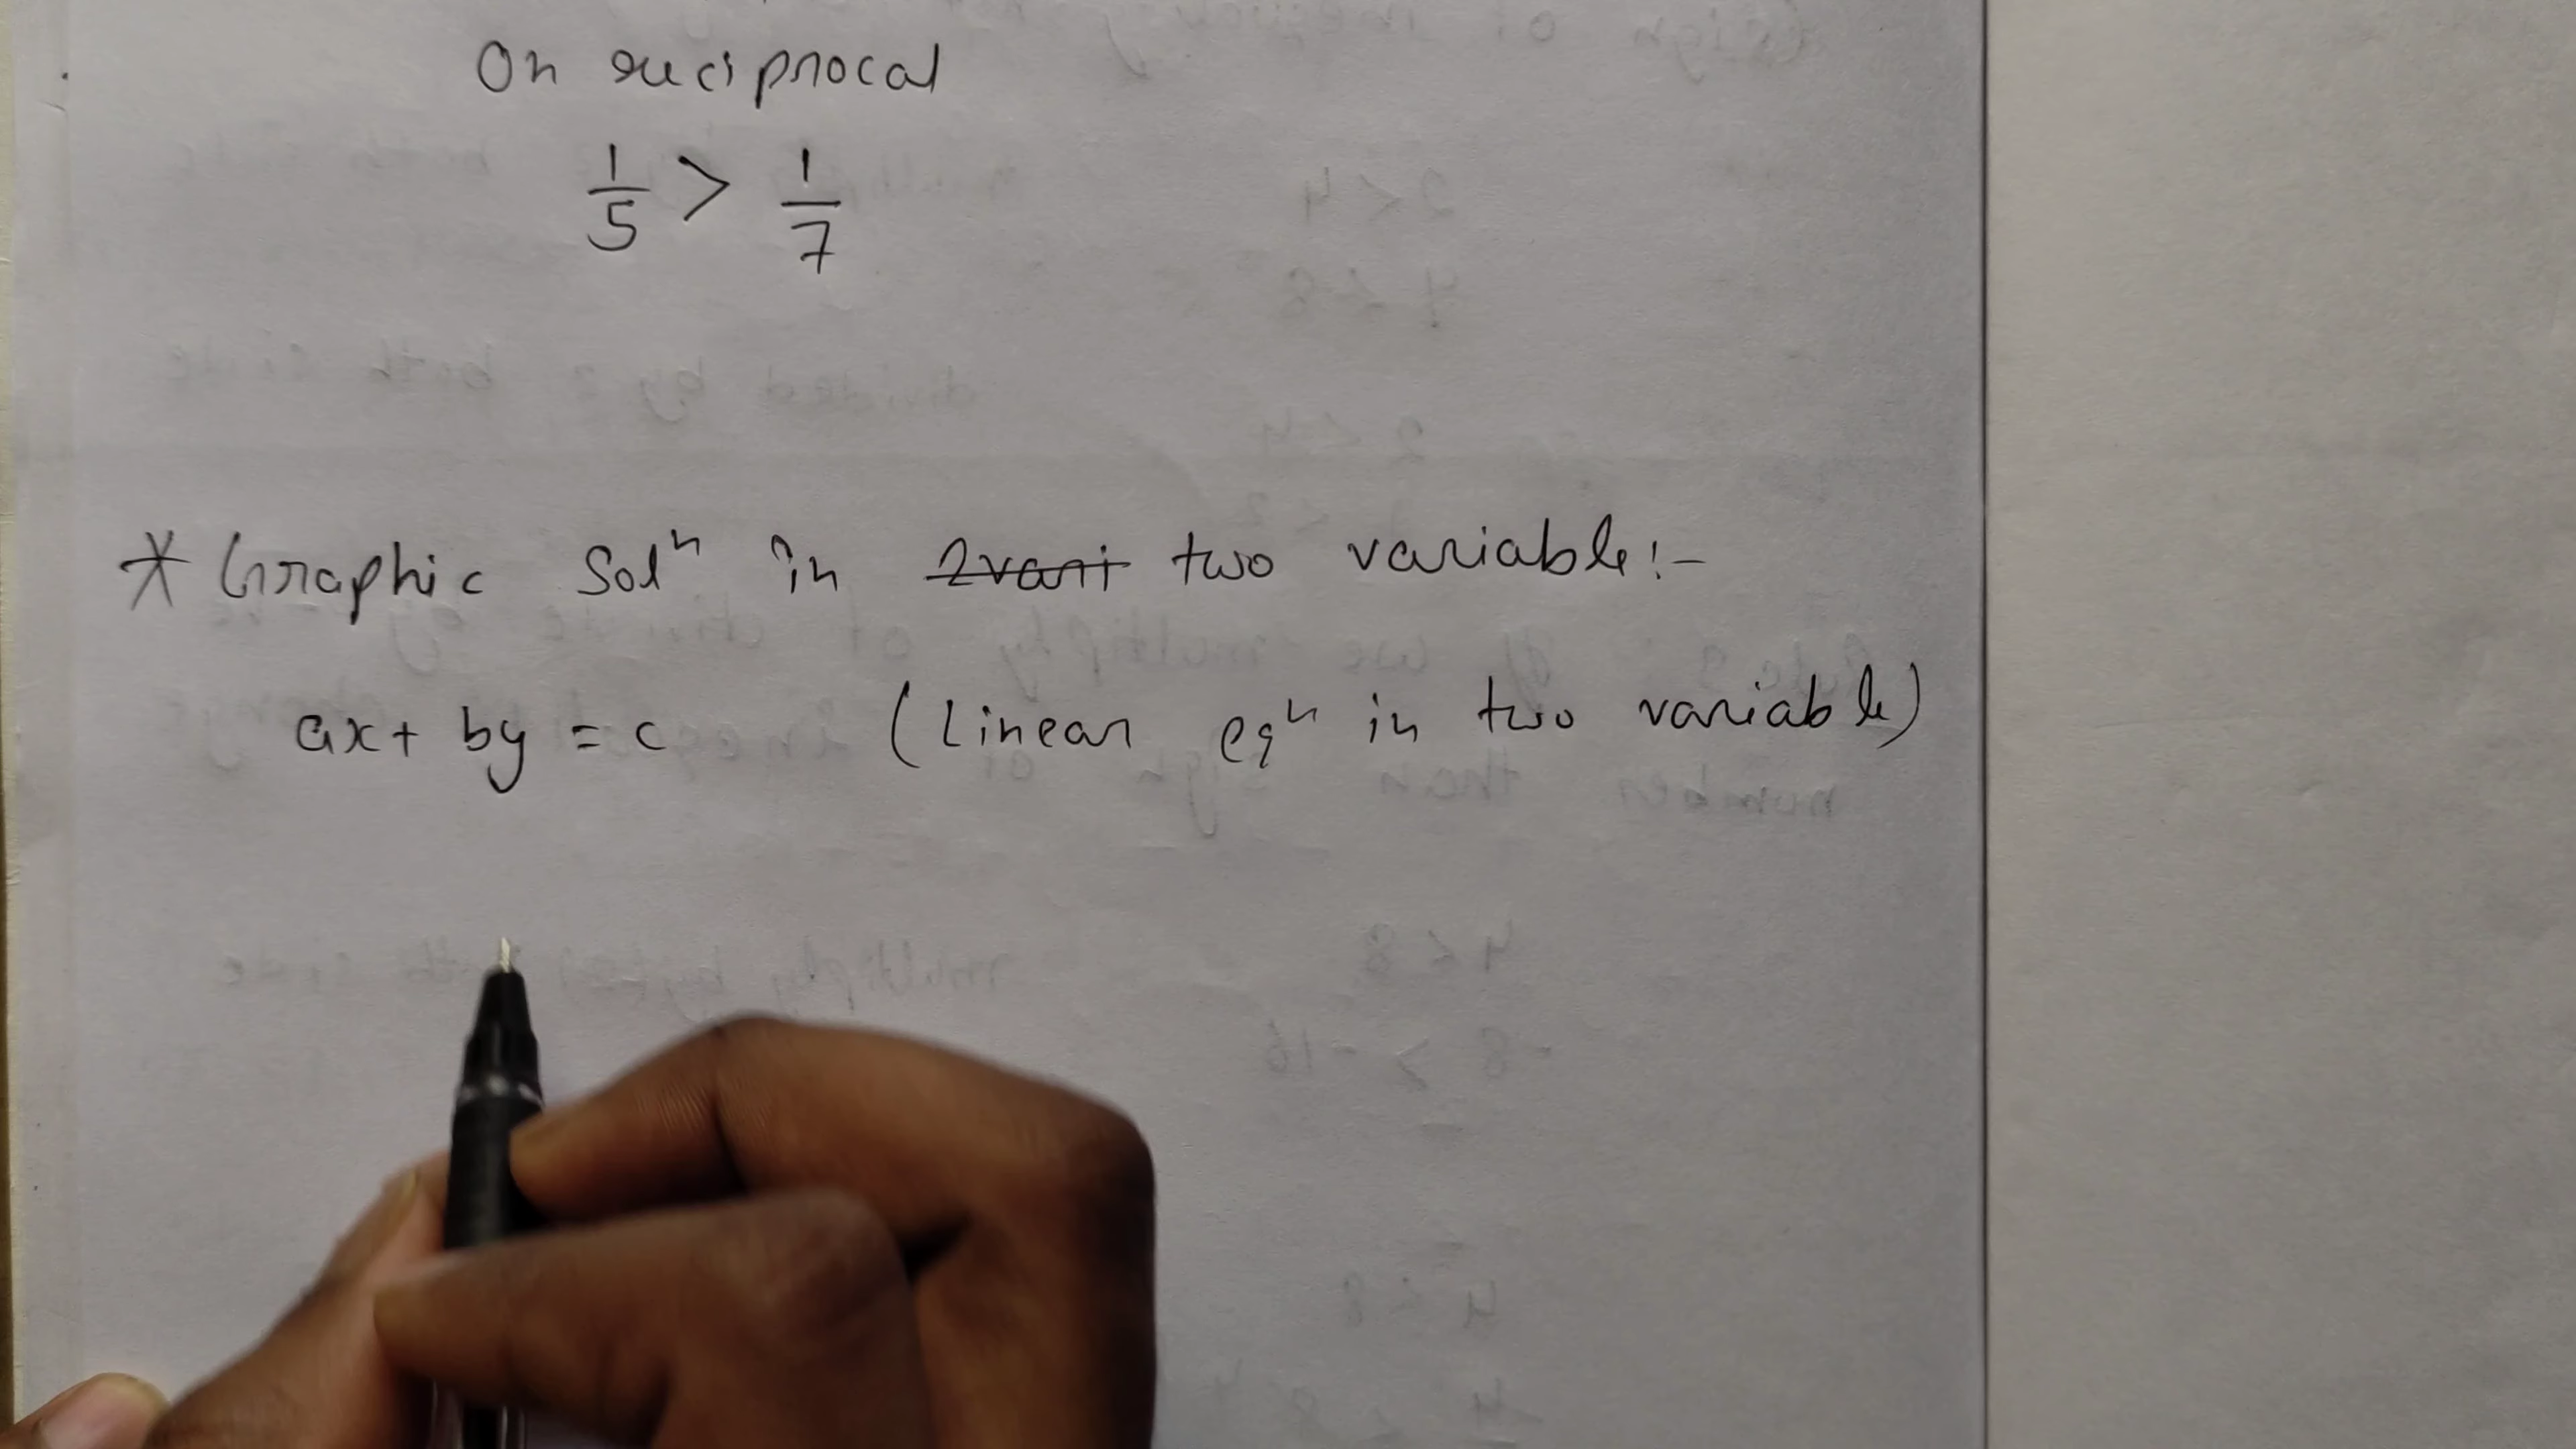 On reciprocal
1/5 > 1/7
* Graphic Solⁿ in ~~2vari~~ two variable:-
ax + by = c (Linear eqⁿ in two variable)